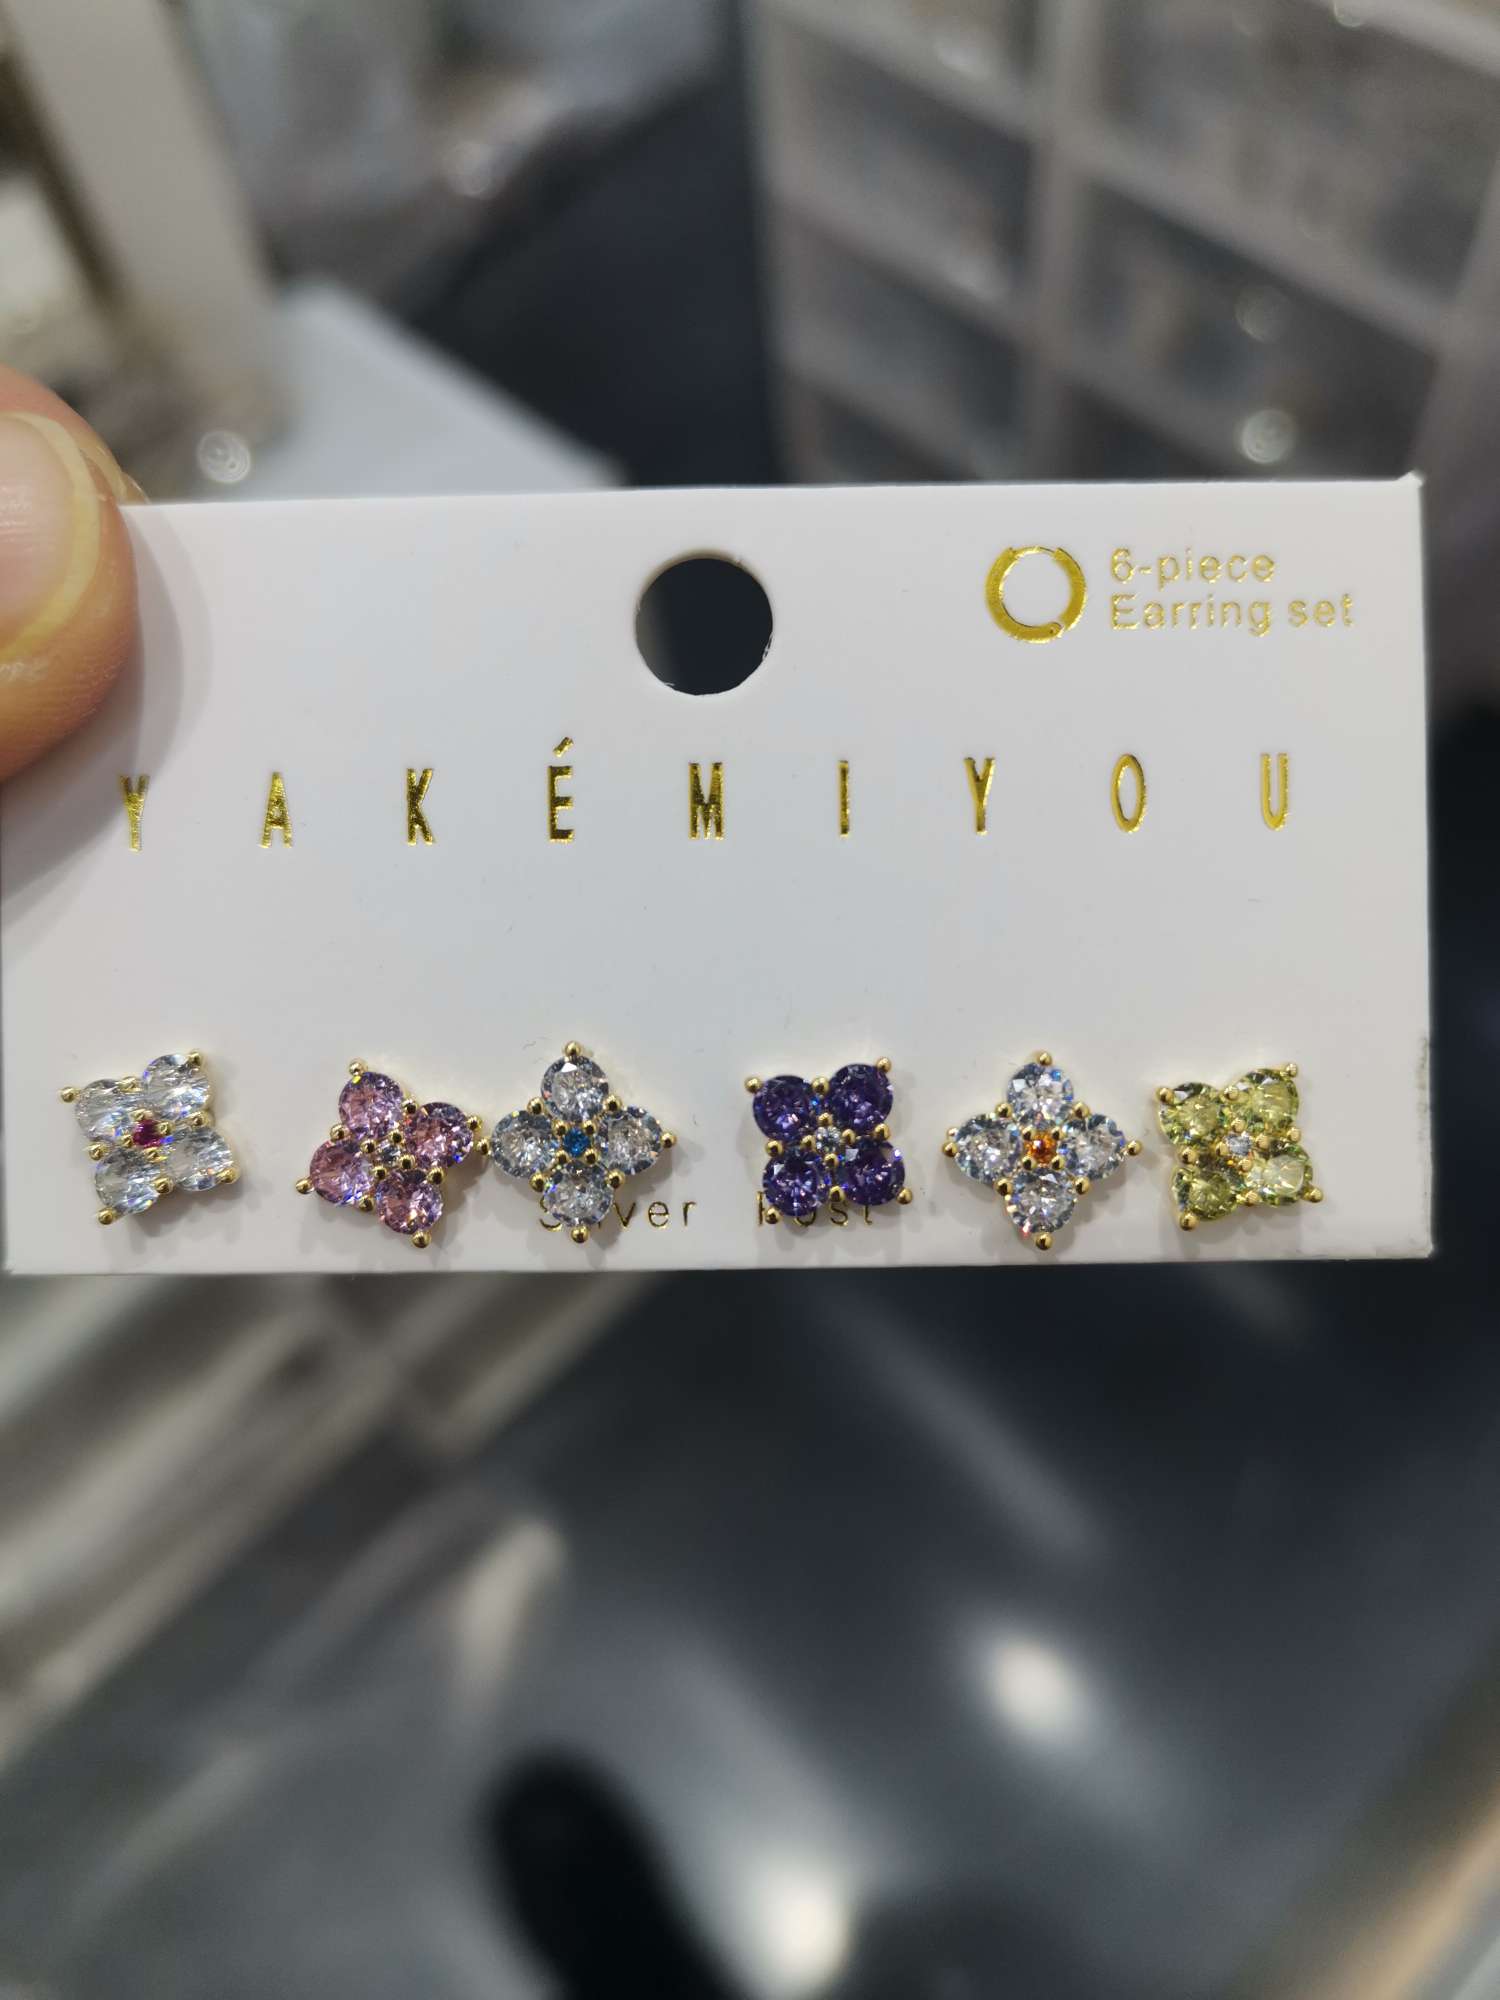 6-piece
Earring set
YAKÉMIYOU
Silver Post